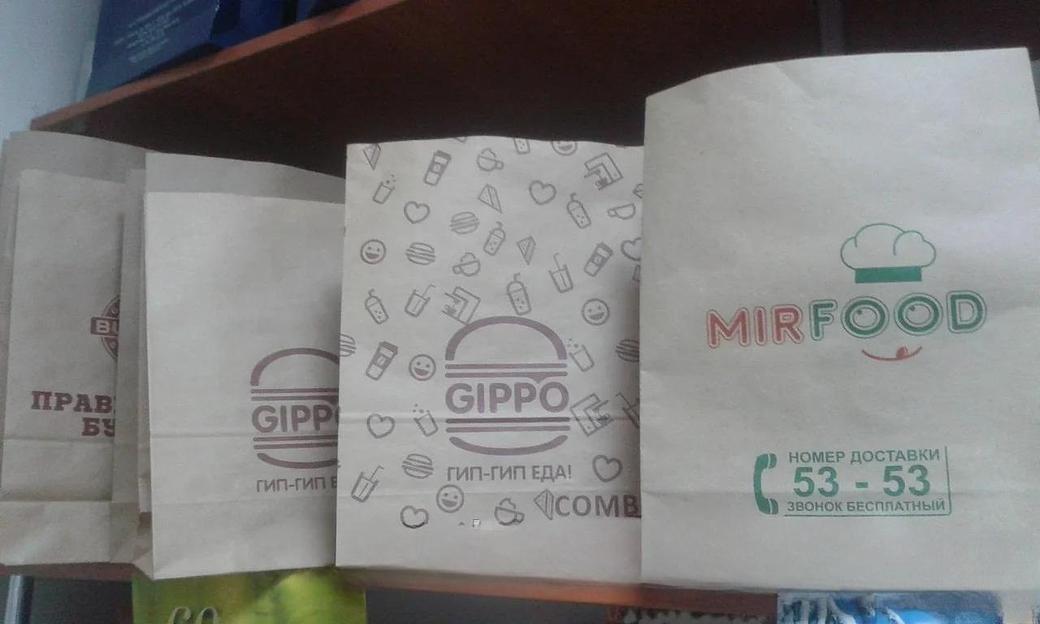 ПРАВ
БУ
GIPPO
ГИП-ГИП Е
GIPPO
ГИП-ГИП ЕДА!
COMB
MIRFOOD
НОМЕР ДОСТАВКИ
53 - 53
ЗВОНОК БЕСПЛАТНЫЙ